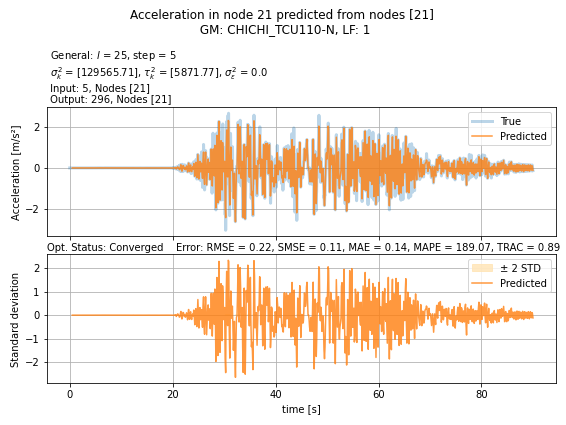 Acceleration in node 21 predicted from nodes [21]
GM: CHICHI_TCU110-N, LF: 1
General: l = 25, step = 5
σ²ₖ = [129565.71], τ²ₖ = [5871.77], σ²ε = 0.0
Input: 5, Nodes [21]
Output: 296, Nodes [21]
2
0
−2
Acceleration [m/s²]
True
Predicted
Opt. Status: Converged Error: RMSE = 0.22, SMSE = 0.11, MAE = 0.14, MAPE = 189.07, TRAC = 0.89
2
1
0
−1
−2
Standard deviation
± 2 STD
Predicted
0 20 40 60 80
time [s]